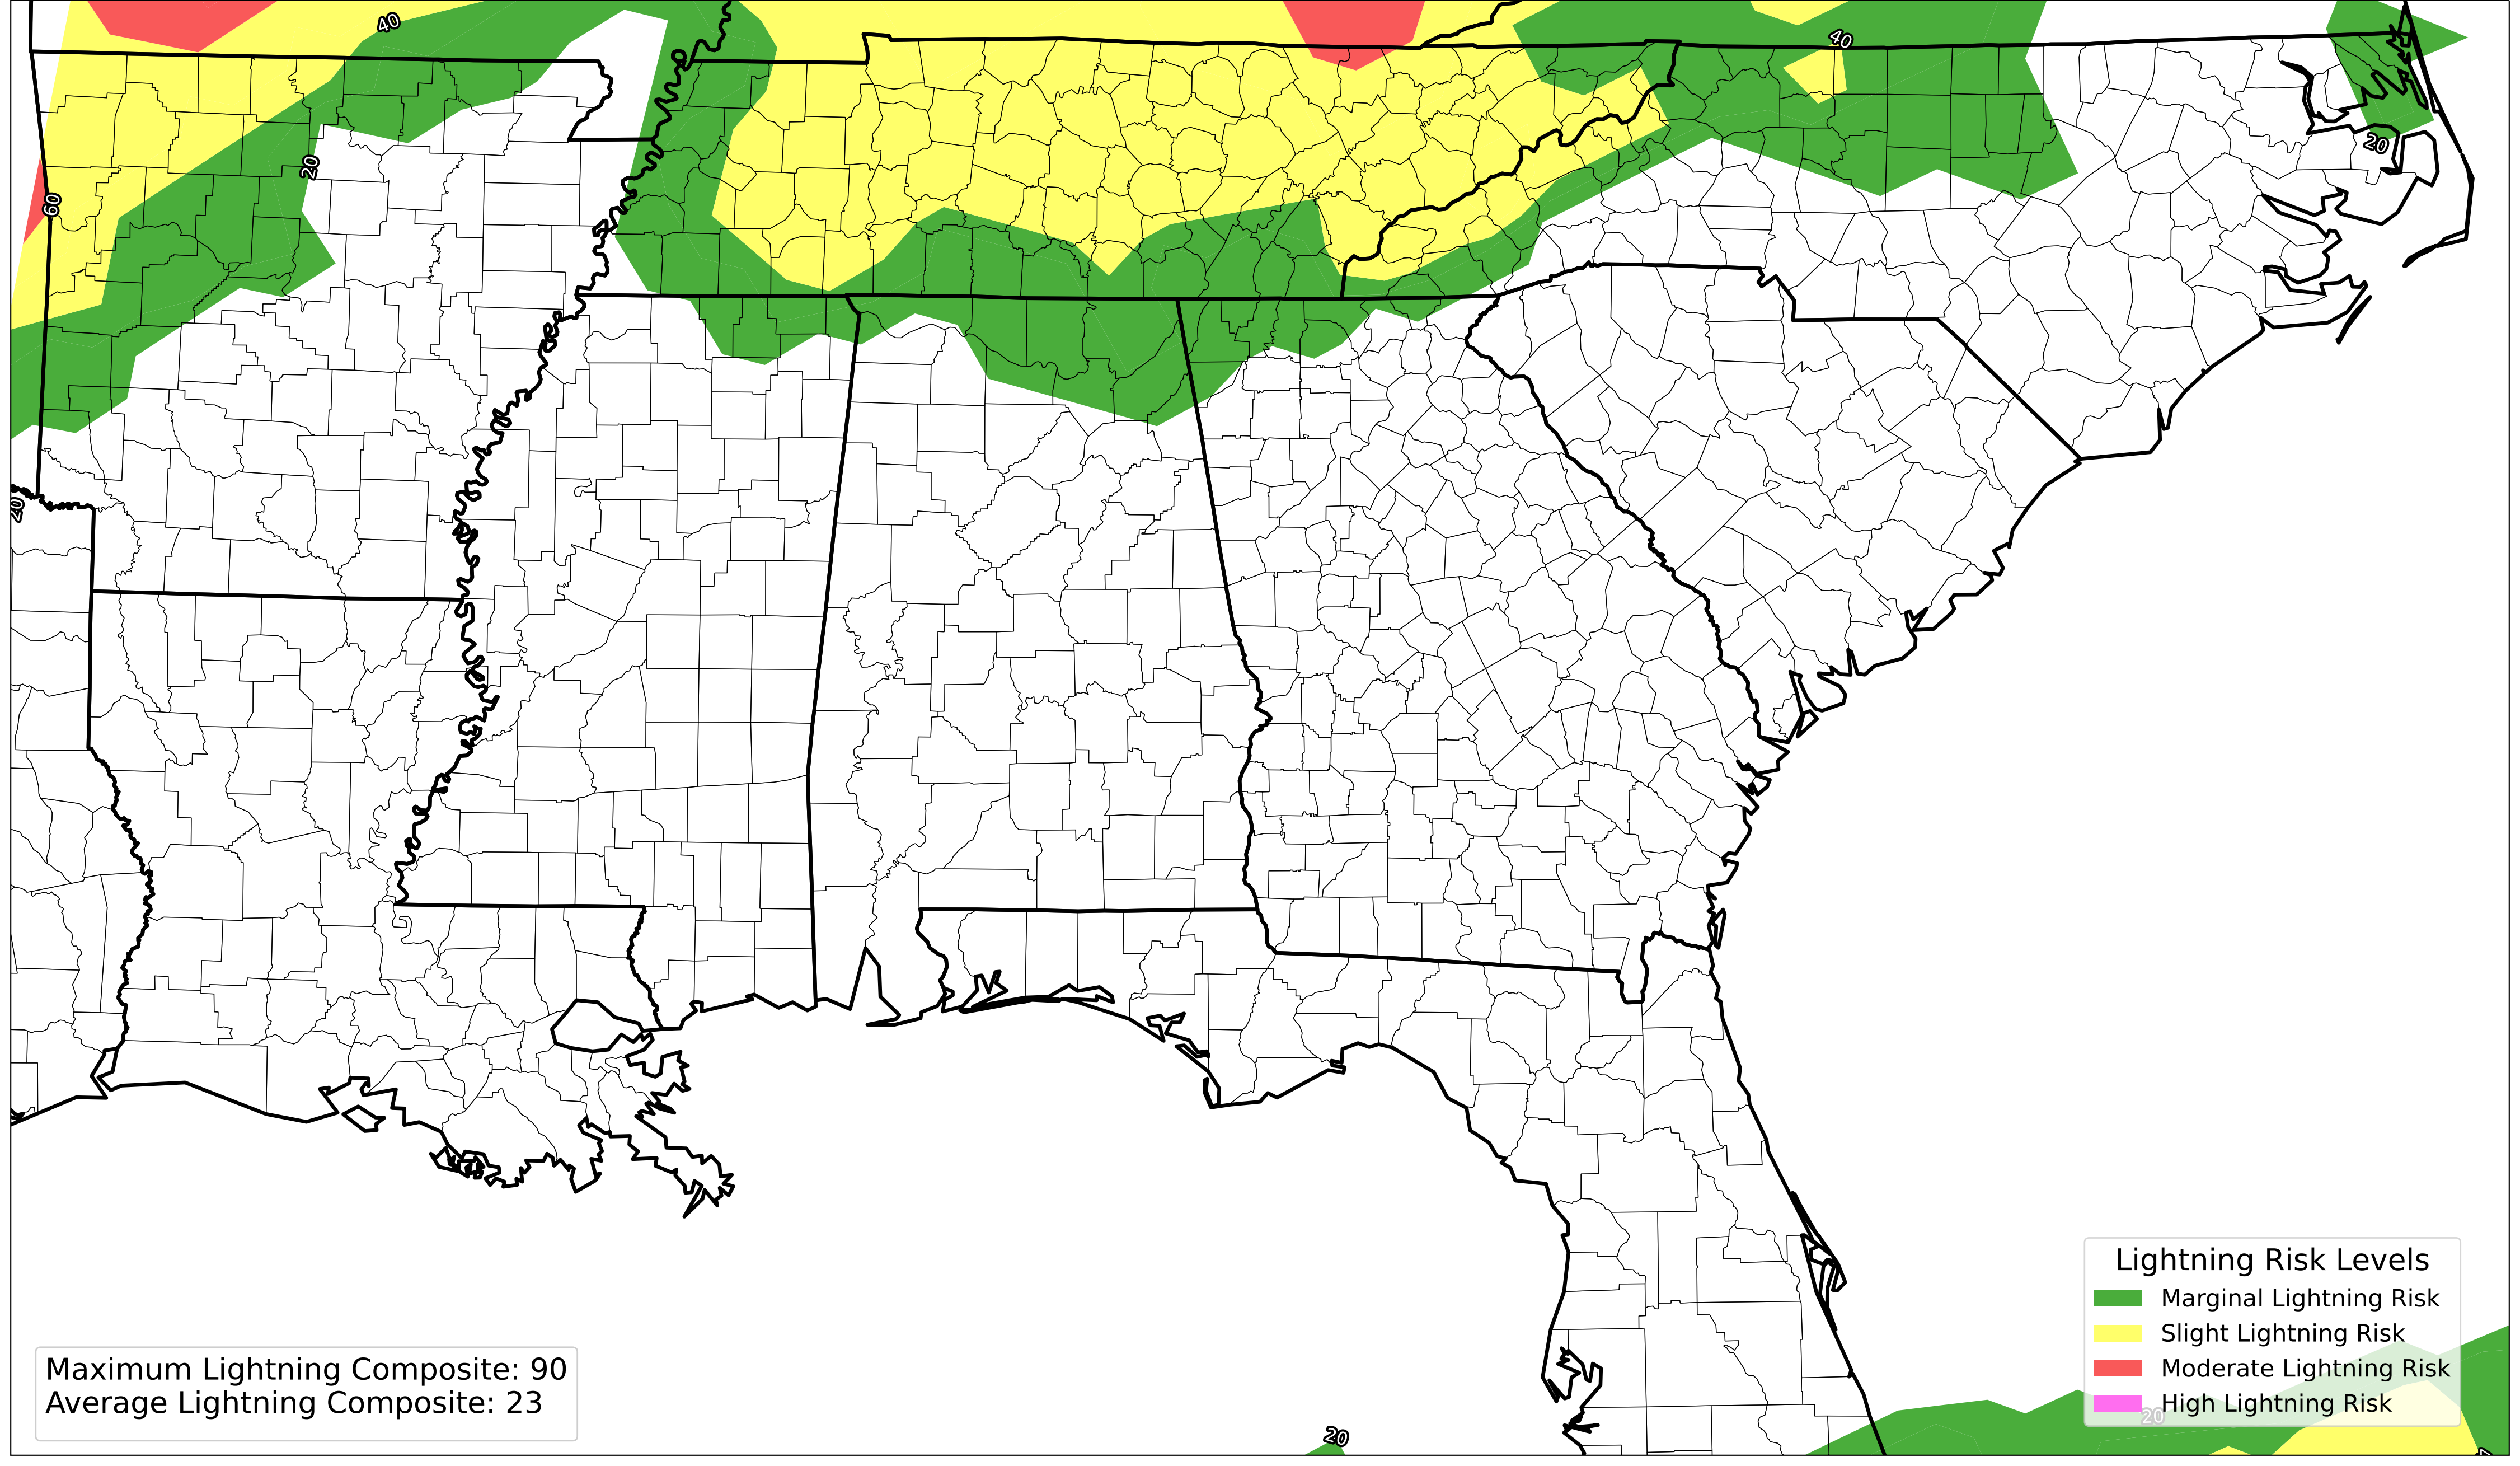 40
40
20
20
60
20
Lightning Risk Levels
Marginal Lightning Risk
Slight Lightning Risk
Moderate Lightning Risk
High Lightning Risk
Maximum Lightning Composite: 90
Average Lightning Composite: 23
20
20